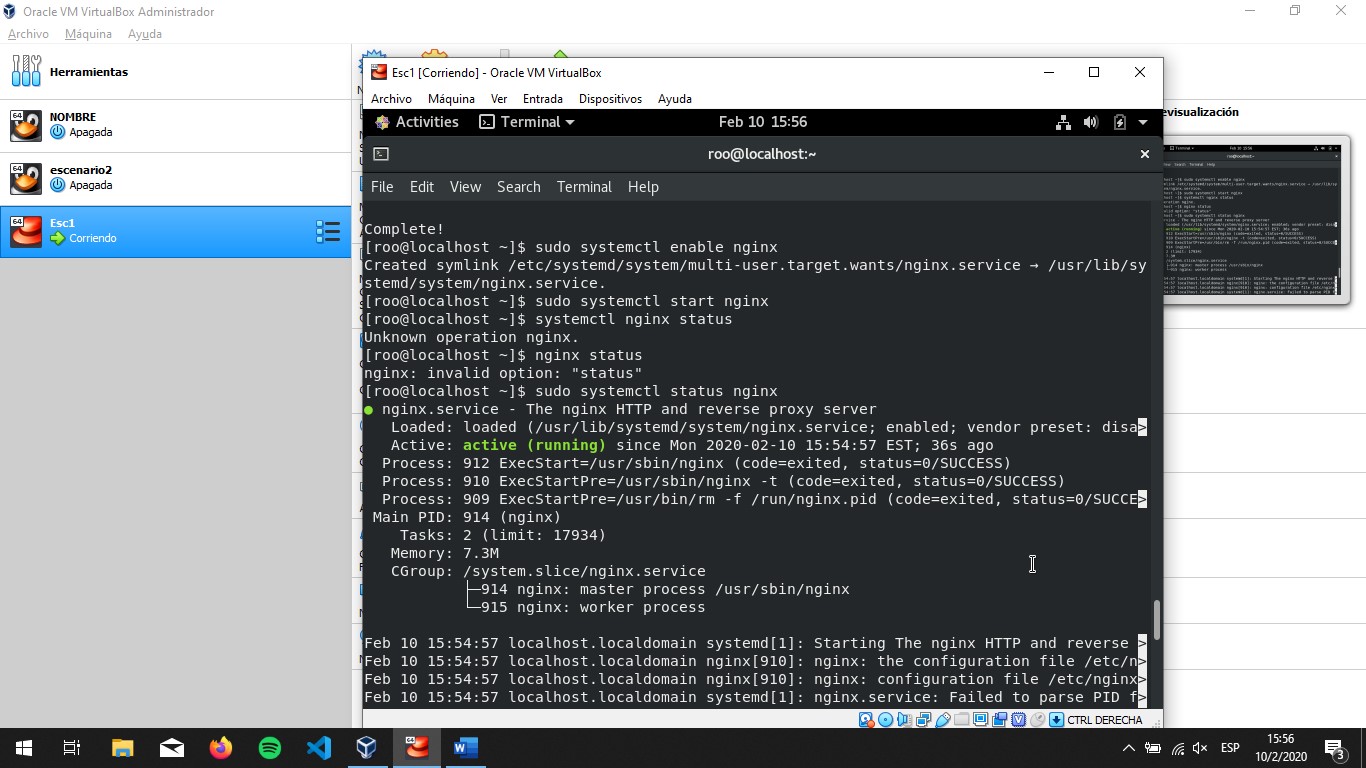 Oracle VM VirtualBox Administrador
Archivo Máquina Ayuda
Herramientas
NOMBRE
Apagada
escenario2
Apagada
Esc1
Corriendo
Esc1 [Corriendo] - Oracle VM VirtualBox
Archivo Máquina Ver Entrada Dispositivos Ayuda
Activities Terminal Feb 10 15:56
roo@localhost:~
File Edit View Search Terminal Help
Complete!
[roo@localhost ~]$ sudo systemctl enable nginx
Created symlink /etc/systemd/system/multi-user.target.wants/nginx.service → /usr/lib/sy
stemd/system/nginx.service.
[roo@localhost ~]$ sudo systemctl start nginx
[roo@localhost ~]$ systemctl nginx status
Unknown operation nginx.
[roo@localhost ~]$ nginx status
nginx: invalid option: "status"
[roo@localhost ~]$ sudo systemctl status nginx
● nginx.service - The nginx HTTP and reverse proxy server
Loaded: loaded (/usr/lib/systemd/system/nginx.service; enabled; vendor preset: disa>
Active: active (running) since Mon 2020-02-10 15:54:57 EST; 36s ago
Process: 912 ExecStart=/usr/sbin/nginx (code=exited, status=0/SUCCESS)
Process: 910 ExecStartPre=/usr/sbin/nginx -t (code=exited, status=0/SUCCESS)
Process: 909 ExecStartPre=/usr/bin/rm -f /run/nginx.pid (code=exited, status=0/SUCCE>
Main PID: 914 (nginx)
Tasks: 2 (limit: 17934)
Memory: 7.3M
CGroup: /system.slice/nginx.service
├─914 nginx: master process /usr/sbin/nginx
└─915 nginx: worker process
Feb 10 15:54:57 localhost.localdomain systemd[1]: Starting The nginx HTTP and reverse >
Feb 10 15:54:57 localhost.localdomain nginx[910]: nginx: the configuration file /etc/n>
Feb 10 15:54:57 localhost.localdomain nginx[910]: nginx: configuration file /etc/nginx>
Feb 10 15:54:57 localhost.localdomain systemd[1]: nginx.service: Failed to parse PID f>
CTRL DERECHA
evisualización
ESP
15:56
10/2/2020
3